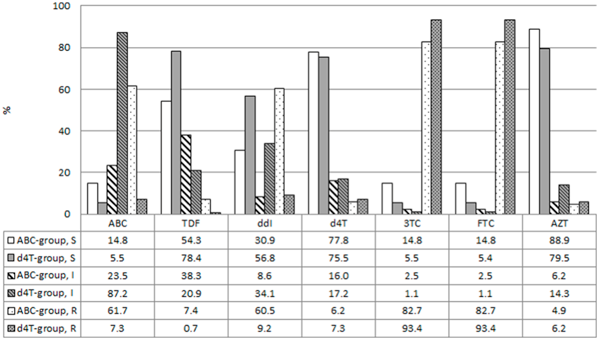 100
80
60
40
20
0
%
ABC TDF ddI d4T 3TC FTC AZT
ABC-group, S 14.8 54.3 30.9 77.8 14.8 14.8 88.9
d4T-group, S 5.5 78.4 56.8 75.5 5.5 5.4 79.5
ABC-group, I 23.5 38.3 8.6 16.0 2.5 2.5 6.2
d4T-group, I 87.2 20.9 34.1 17.2 1.1 1.1 14.3
ABC-group, R 61.7 7.4 60.5 6.2 82.7 82.7 4.9
d4T-group, R 7.3 0.7 9.2 7.3 93.4 93.4 6.2